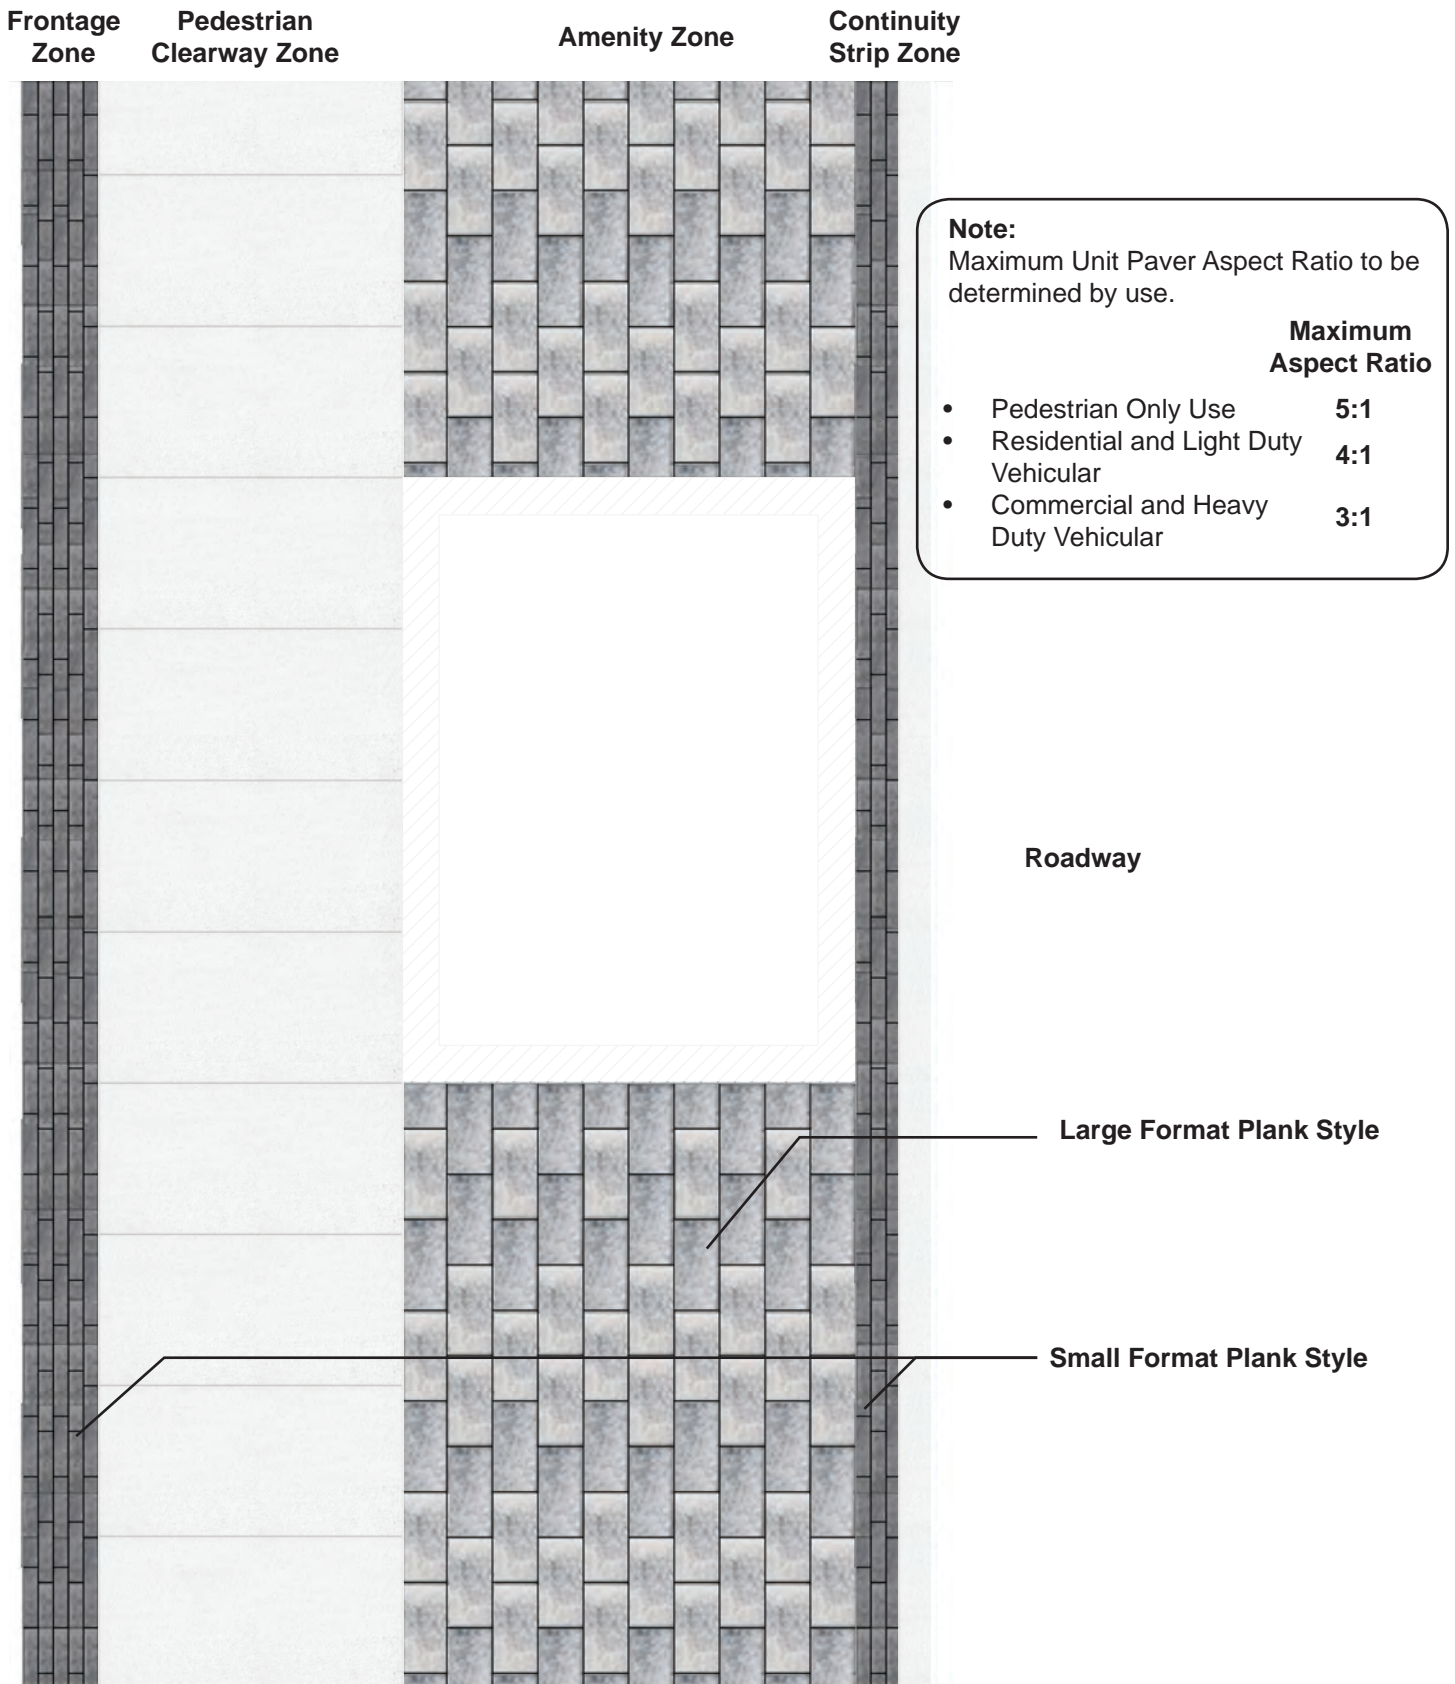 Frontage
Zone
Pedestrian
Clearway Zone
Amenity Zone
Continuity
Strip Zone
Note:
Maximum Unit Paver Aspect Ratio to be
determined by use.
Maximum
Aspect Ratio
• Pedestrian Only Use 5:1
• Residential and Light Duty
Vehicular 4:1
• Commercial and Heavy
Duty Vehicular 3:1
Roadway
Large Format Plank Style
Small Format Plank Style